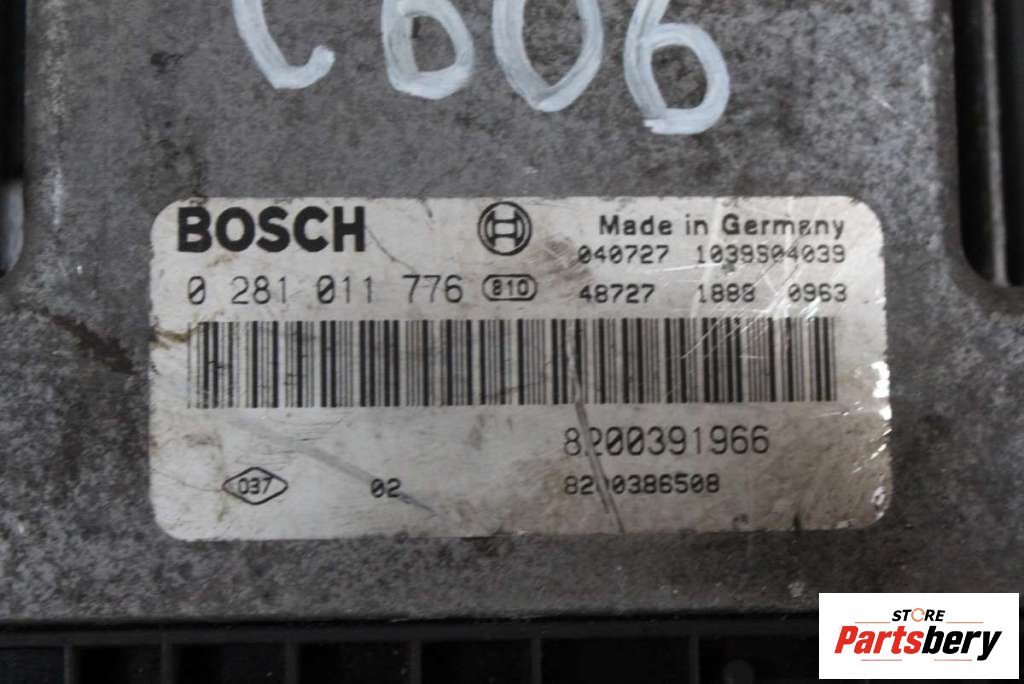 BOSCH
Made in Germany
040727 1039S04039
0 281 011 776 810
48727 1888 0963
8200391966
037 02
8200386508
STORE
Partsbery